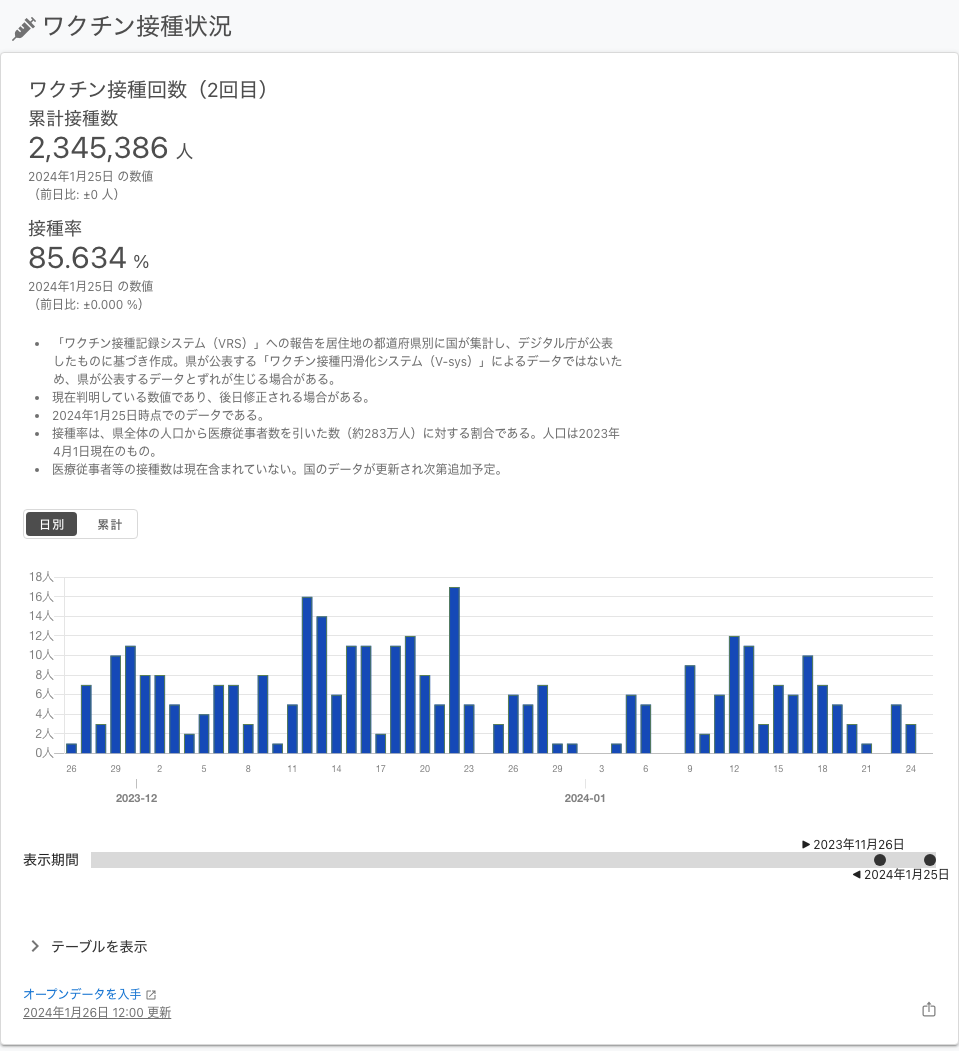 ワクチン接種状況
ワクチン接種回数（2回目）
累計接種数
2,345,386 人
2024年1月25日 の数値
（前日比: ±0 人）
接種率
85.634 %
2024年1月25日 の数値
（前日比: ±0.000 %）
• 「ワクチン接種記録システム（VRS）」への報告を居住地の都道府県別に国が集計し、デジタル庁が公表
したものに基づき作成。県が公表する「ワクチン接種円滑化システム（V-sys）」によるデータではないた
め、県が公表するデータとずれが生じる場合がある。
• 現在判明している数値であり、後日修正される場合がある。
• 2024年1月25日時点でのデータである。
• 接種率は、県全体の人口から医療従事者数を引いた数（約283万人）に対する割合である。人口は2023年
4月1日現在のもの。
• 医療従事者等の接種数は現在含まれていない。国のデータが更新され次第追加予定。
日別 累計
18人
16人
14人
12人
10人
8人
6人
4人
2人
0人
26 29 2 5 8 11 14 17 20 23 26 29 3 6 9 12 15 18 21 24
2023-12 2024-01
▶ 2023年11月26日
表示期間
◀ 2024年1月25日
テーブルを表示
オープンデータを入手
2024年1月26日 12:00 更新